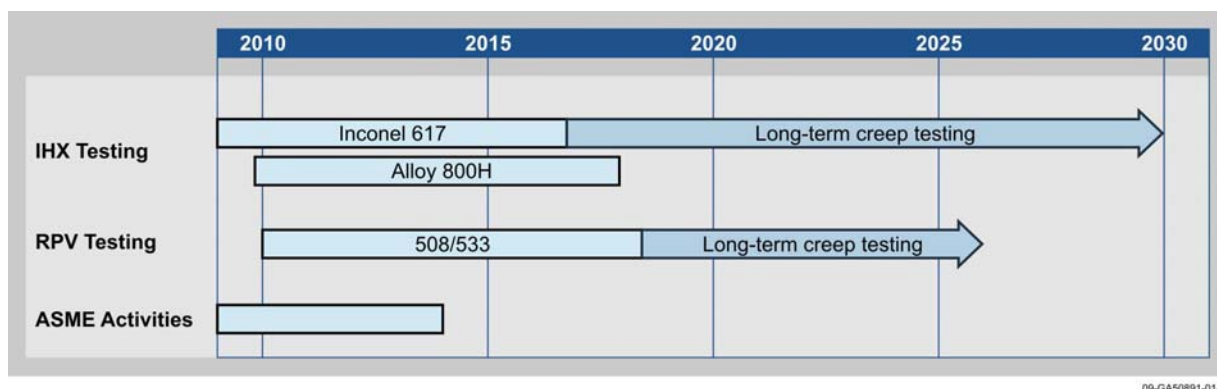 2010 2015 2020 2025 2030
IHX Testing
Inconel 617 Long-term creep testing
Alloy 800H
RPV Testing
508/533 Long-term creep testing
ASME Activities
09-GA50891-01